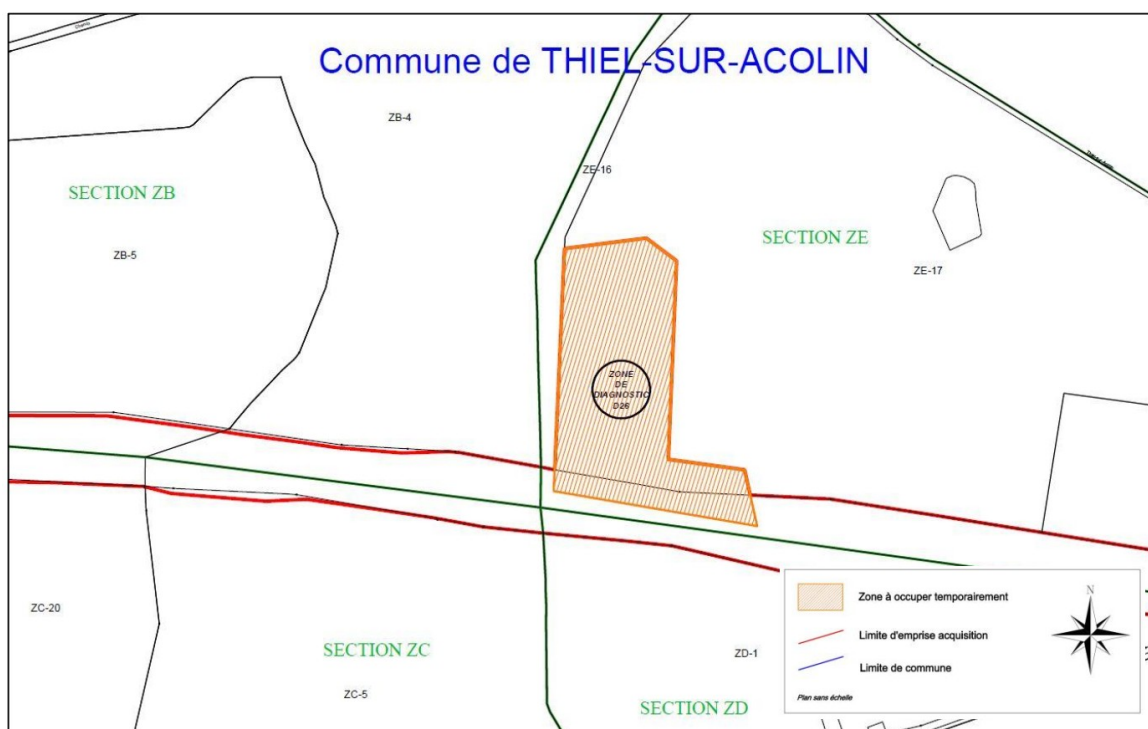 Commune de THIEL-SUR-ACOLIN
Chemin
ZB-4
ZE-16
SECTION ZB
SECTION ZE
ZB-5
ZE-17
ZONE
DE
DIAGNOSTIC
D26
ZC-20
SECTION ZC
ZD-1
ZC-5
SECTION ZD
N
Zone à occuper temporairement
Limite d'emprise acquisition
Limite de commune
Plan sans échelle